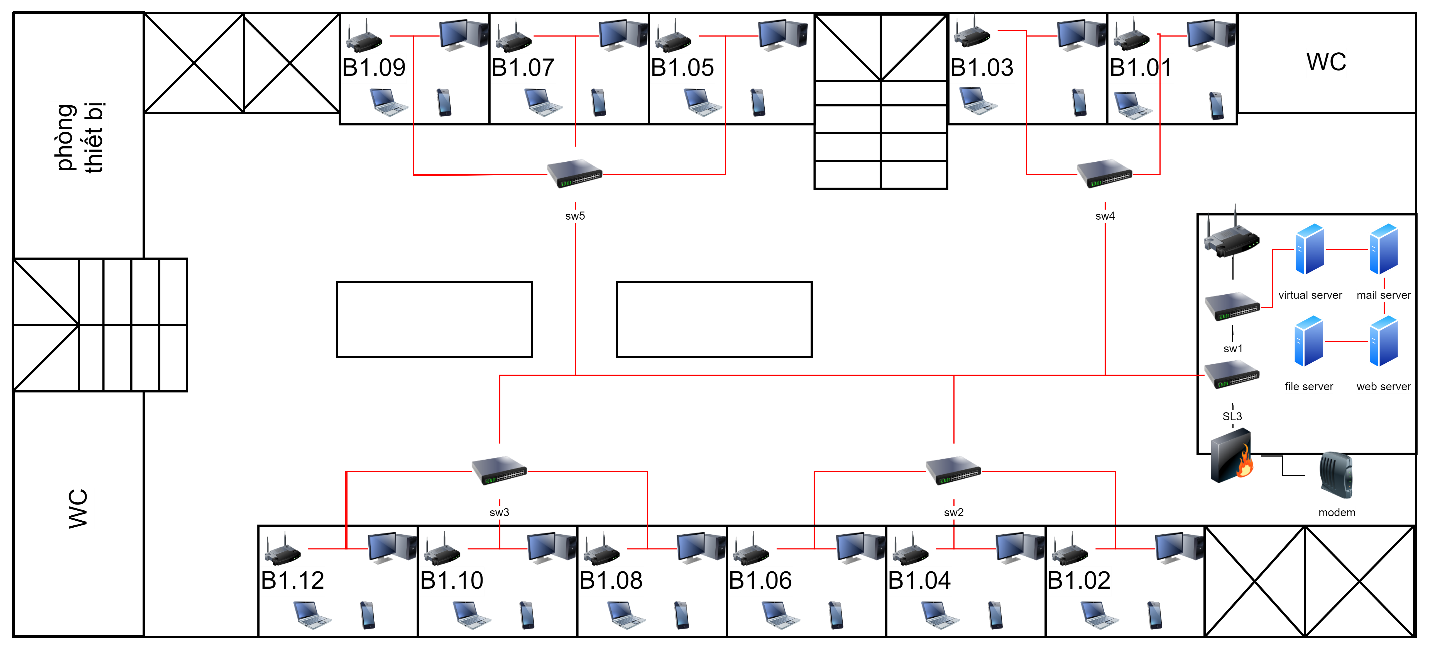 B1.09
B1.07
B1.05
B1.03
B1.01
WC
phòng
thiết bị
sw5
sw4
virtual server
mail server
sw1
file server
web server
SL3
WC
sw3
sw2
modem
B1.12
B1.10
B1.08
B1.06
B1.04
B1.02